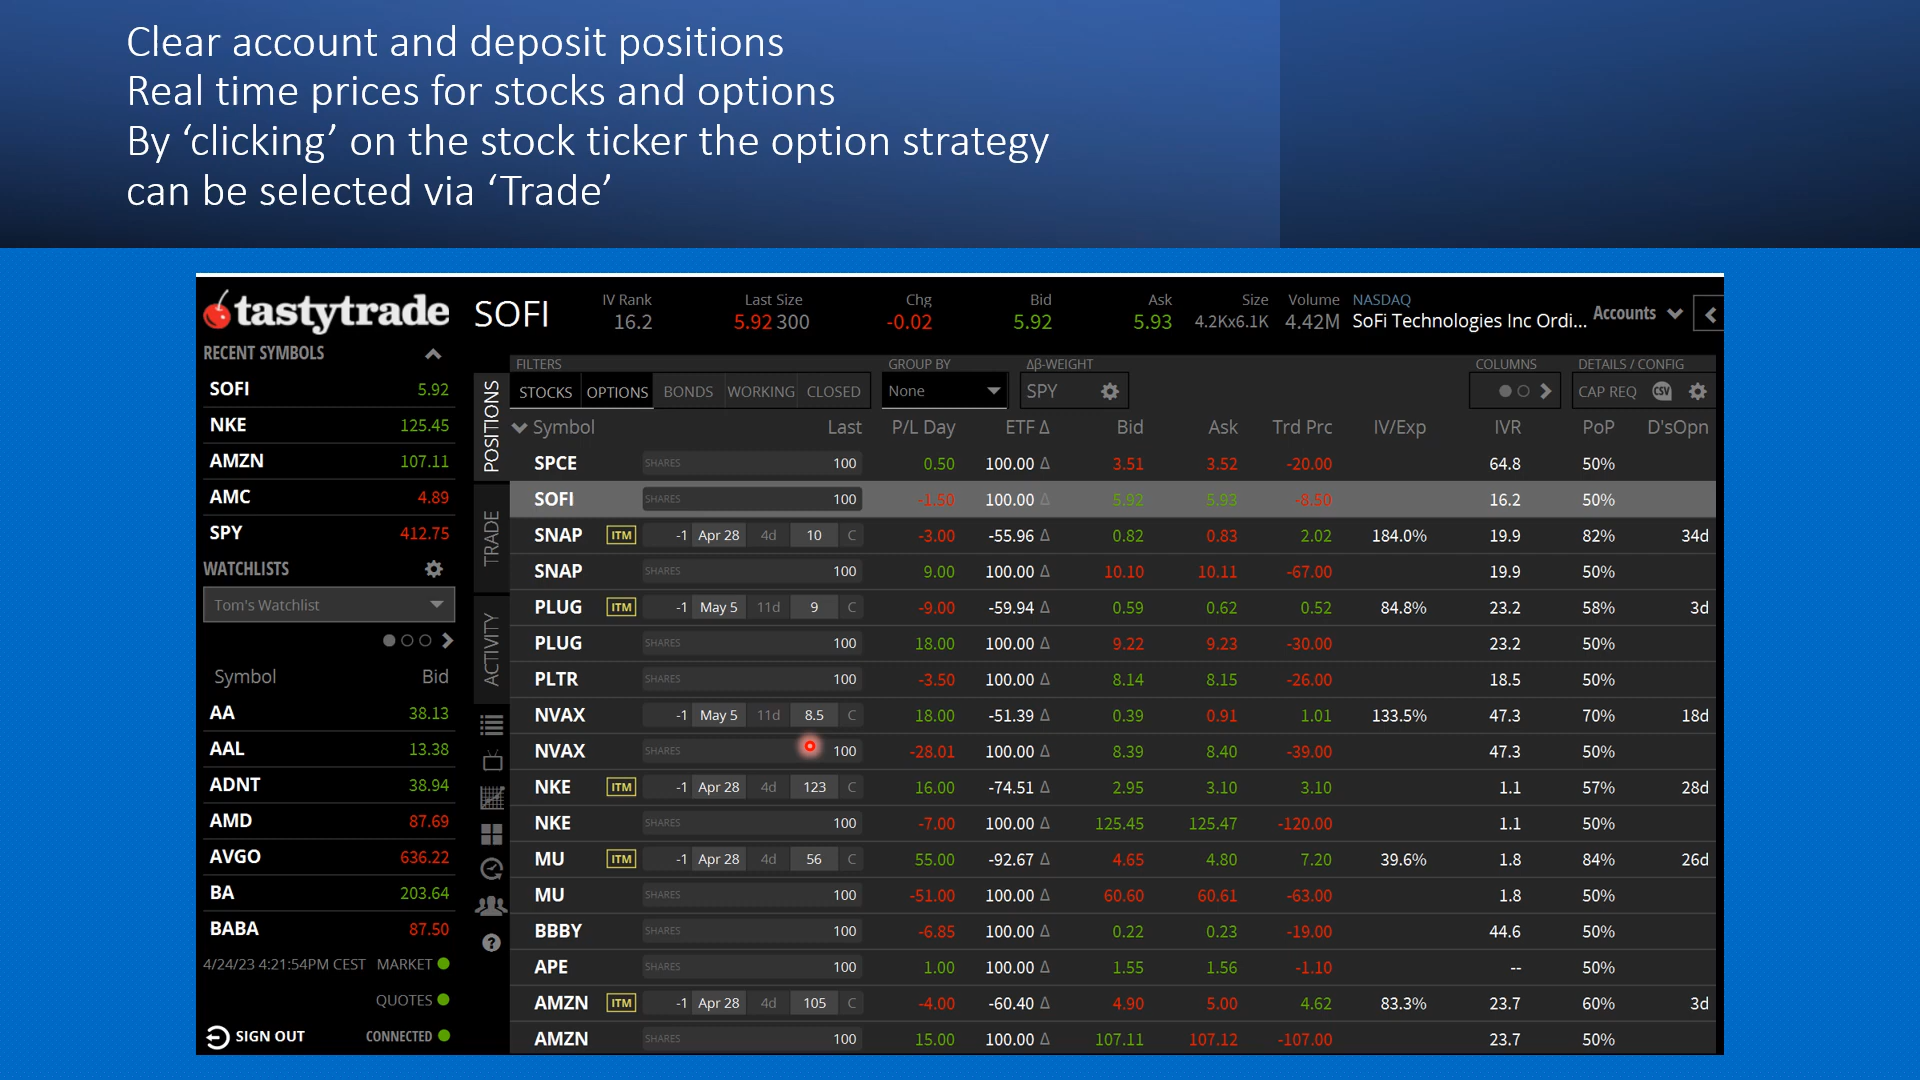 Clear account and deposit positions
Real time prices for stocks and options
By ‘clicking’ on the stock ticker the option strategy
can be selected via ‘Trade’
tastytrade
SOFI
IV Rank Last Size Chg Bid Ask Size Volume NASDAQ
16.2 5.92 300 -0.02 5.92 5.93 4.2Kx6.1K 4.42M SoFi Technologies Inc Ordi... Accounts
RECENT SYMBOLS
SOFI 5.92
NKE 125.45
AMZN 107.11
AMC 4.89
SPY 412.75
WATCHLISTS
Tom's Watchlist
Symbol Bid
AA 38.13
AAL 13.38
ADNT 38.94
AMD 87.69
AVGO 636.22
BA 203.64
BABA 87.50
4/24/23 4:21:54PM CEST MARKET
QUOTES
SIGN OUT CONNECTED
POSITIONS
TRADE
ACTIVITY
FILTERS GROUP BY Δβ-WEIGHT COLUMNS DETAILS / CONFIG
STOCKS OPTIONS BONDS WORKING CLOSED None SPY CAP REQ CSV
Symbol Last P/L Day ETF Δ Bid Ask Trd Prc IV/Exp IVR PoP D'sOpn
SPCE SHARES 100 0.50 100.00 Δ 3.51 3.52 -20.00 64.8 50%
SOFI SHARES 100 -1.50 100.00 Δ 5.92 5.93 -8.50 16.2 50%
SNAP ITM -1 Apr 28 4d 10 C -3.00 -55.96 Δ 0.82 0.83 2.02 184.0% 19.9 82% 34d
SNAP SHARES 100 9.00 100.00 Δ 10.10 10.11 -67.00 19.9 50%
PLUG ITM -1 May 5 11d 9 C -9.00 -59.94 Δ 0.59 0.62 0.52 84.8% 23.2 58% 3d
PLUG SHARES 100 18.00 100.00 Δ 9.22 9.23 -30.00 23.2 50%
PLTR SHARES 100 -3.50 100.00 Δ 8.14 8.15 -26.00 18.5 50%
NVAX -1 May 5 11d 8.5 C 18.00 -51.39 Δ 0.39 0.91 1.01 133.5% 47.3 70% 18d
NVAX SHARES 100 -28.01 100.00 Δ 8.39 8.40 -39.00 47.3 50%
NKE ITM -1 Apr 28 4d 123 C 16.00 -74.51 Δ 2.95 3.10 3.10 1.1 57% 28d
NKE SHARES 100 -7.00 100.00 Δ 125.45 125.47 -120.00 1.1 50%
MU ITM -1 Apr 28 4d 56 C 55.00 -92.67 Δ 4.65 4.80 7.20 39.6% 1.8 84% 26d
MU SHARES 100 -51.00 100.00 Δ 60.60 60.61 -63.00 1.8 50%
BBBY SHARES 100 -6.85 100.00 Δ 0.22 0.23 -19.00 44.6 50%
APE SHARES 100 1.00 100.00 Δ 1.55 1.56 -1.10 -- 50%
AMZN ITM -1 Apr 28 4d 105 C -4.00 -60.40 Δ 4.90 5.00 4.62 83.3% 23.7 60% 3d
AMZN SHARES 100 15.00 100.00 Δ 107.11 107.12 -107.00 23.7 50%